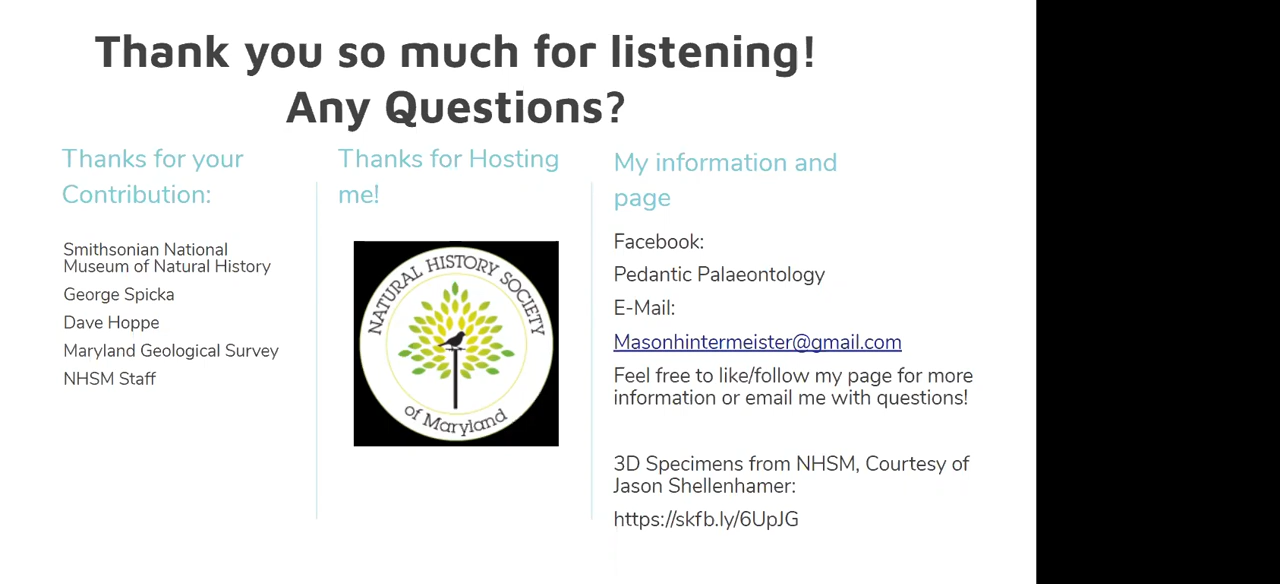 Thank you so much for listening!
Any Questions?
Thanks for your
Contribution:
Smithsonian National
Museum of Natural History
George Spicka
Dave Hoppe
Maryland Geological Survey
NHSM Staff
Thanks for Hosting
me!
NATURAL HISTORY SOCIETY
of Maryland
My information and
page
Facebook:
Pedantic Palaeontology
E-Mail:
Masonhintermeister@gmail.com
Feel free to like/follow my page for more
information or email me with questions!
3D Specimens from NHSM, Courtesy of
Jason Shellenhamer:
https://skfb.ly/6UpJG